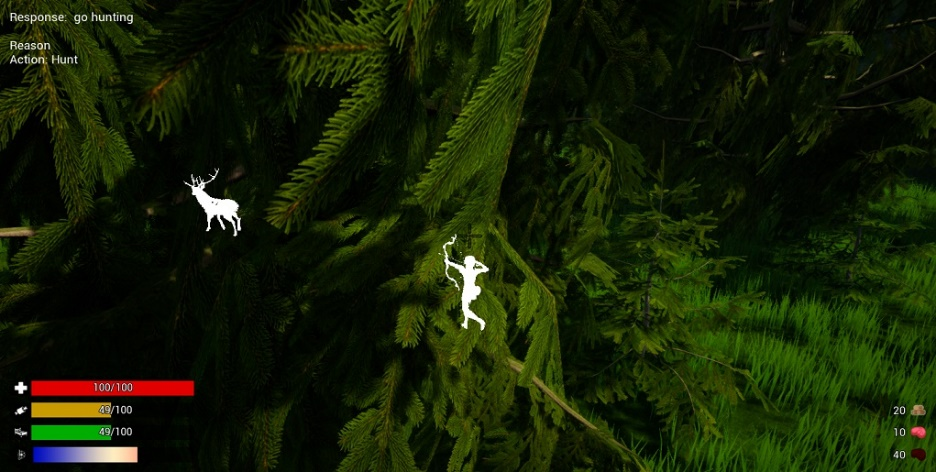 Response: go hunting
Reason
Action: Hunt
100/100
49/100
49/100
20
10
40